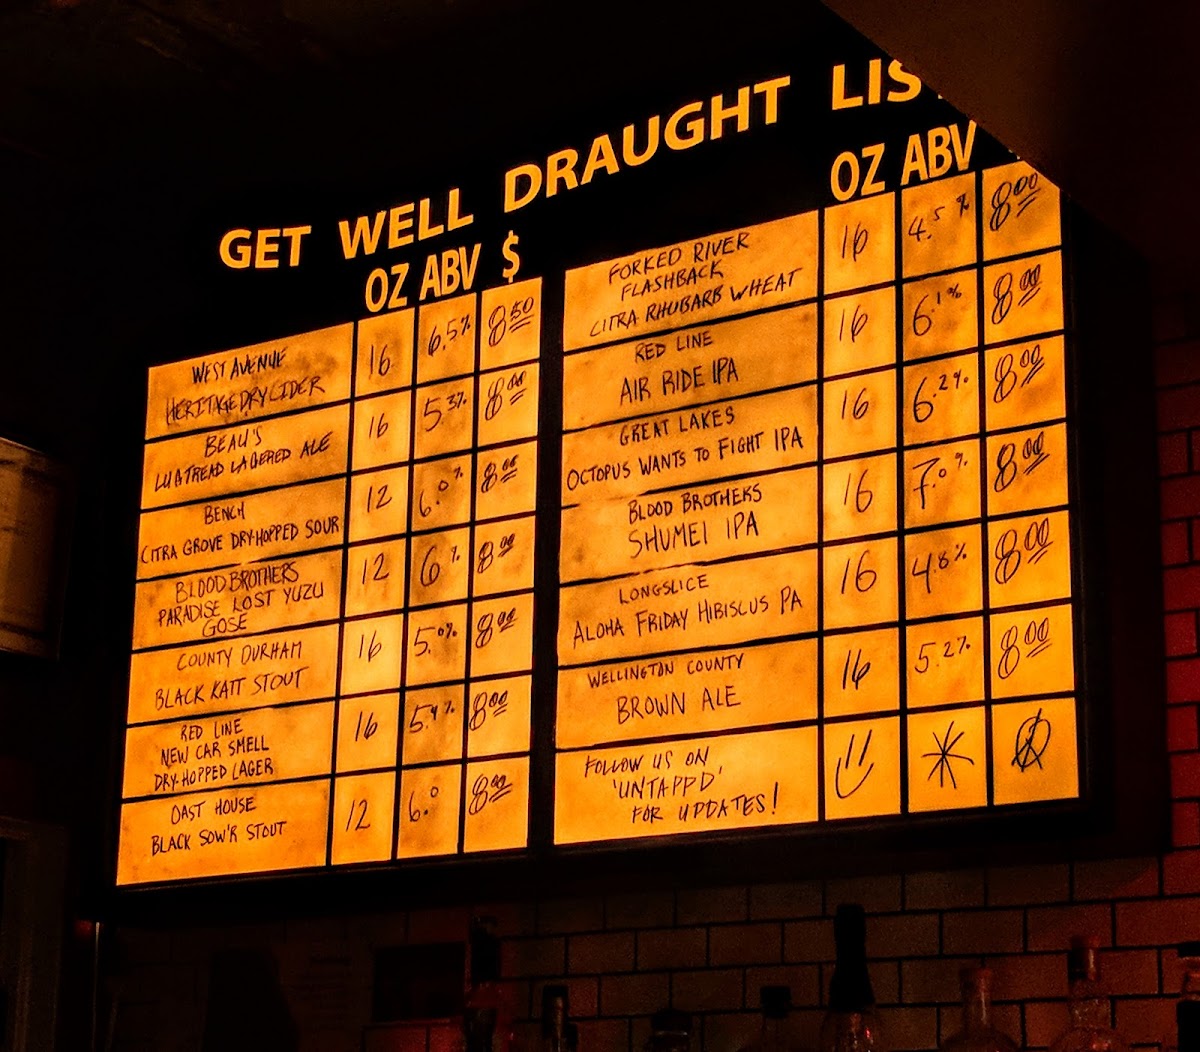 GET WELL DRAUGHT LIS
OZ ABV $
WEST AVENUE
HERITAGE DRY CIDER
16 6.5% 8.50
BEAU'S
LUGTREAD LAGERED ALE
16 5.3% 8.00
BENCH
CITRA GROVE DRY-HOPPED SOUR
12 6.0% 8.00
BLOOD BROTHERS
PARADISE LOST YUZU
GOSE
12 6% 8.00
COUNTY DURHAM
BLACK KATT STOUT
16 5.0% 8.00
RED LINE
NEW CAR SMELL
DRY-HOPPED LAGER
16 5.4% 8.00
OAST HOUSE
BLACK SOW'R STOUT
12 6.0 8.00
OZ ABV
FORKED RIVER
FLASHBACK
CITRA RHUBARB WHEAT
16 4.5% 8.00
RED LINE
AIR RIDE IPA
16 6.1% 8.00
GREAT LAKES
OCTOPUS WANTS TO FIGHT IPA
16 6.2% 8.00
BLOOD BROTHERS
SHUMEI IPA
16 7.0% 8.00
LONGSLICE
ALOHA FRIDAY HIBISCUS PA
16 4.8% 8.00
WELLINGTON COUNTY
BROWN ALE
16 5.2% 8.00
FOLLOW US ON
'UNTAPPD'
FOR UPDATES!